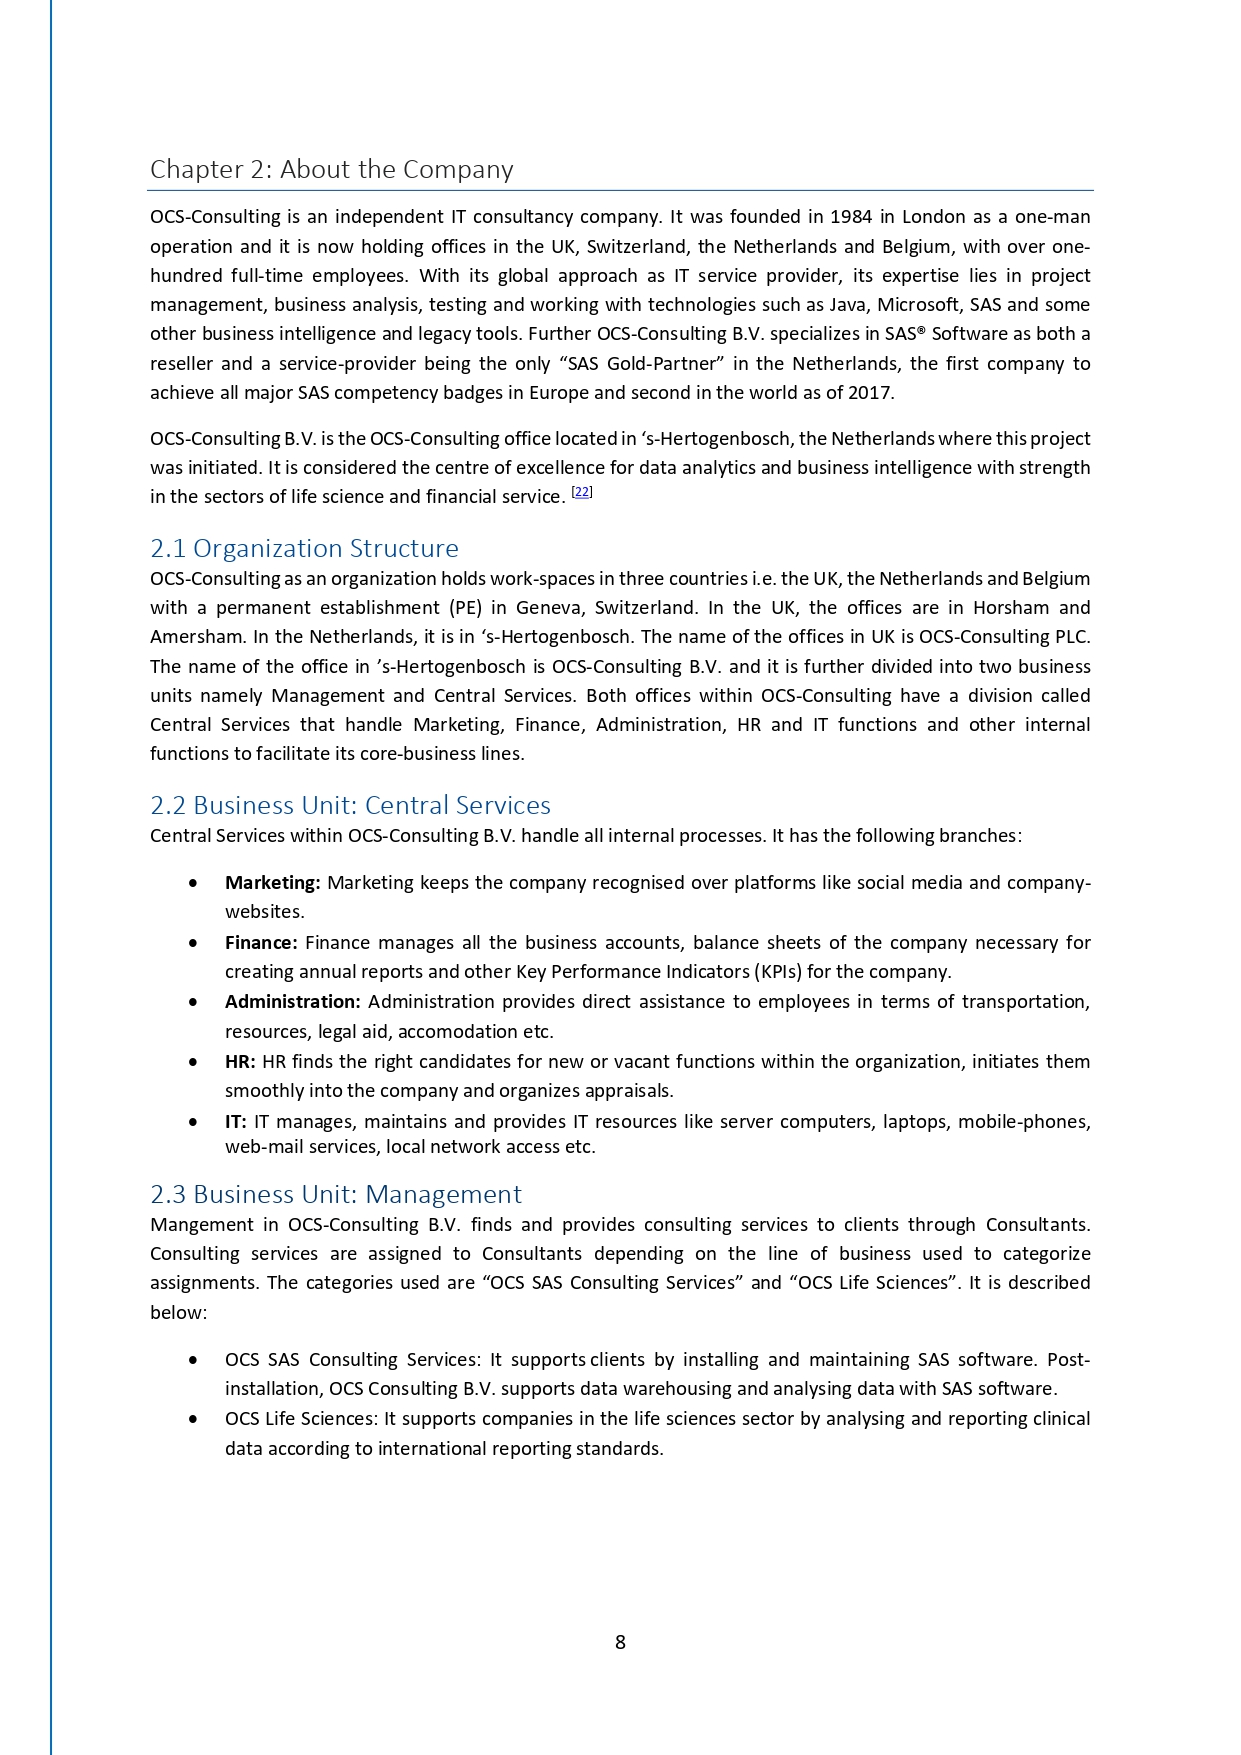 Chapter 2: About the Company
OCS-Consulting is an independent IT consultancy company. It was founded in 1984 in London as a one-man
operation and it is now holding offices in the UK, Switzerland, the Netherlands and Belgium, with over one-
hundred full-time employees. With its global approach as IT service provider, its expertise lies in project
management, business analysis, testing and working with technologies such as Java, Microsoft, SAS and some
other business intelligence and legacy tools. Further OCS-Consulting B.V. specializes in SAS® Software as both a
reseller and a service-provider being the only “SAS Gold-Partner” in the Netherlands, the first company to
achieve all major SAS competency badges in Europe and second in the world as of 2017.
OCS-Consulting B.V. is the OCS-Consulting office located in ‘s-Hertogenbosch, the Netherlands where this project
was initiated. It is considered the centre of excellence for data analytics and business intelligence with strength
in the sectors of life science and financial service. [22]
2.1 Organization Structure
OCS-Consulting as an organization holds work-spaces in three countries i.e. the UK, the Netherlands and Belgium
with a permanent establishment (PE) in Geneva, Switzerland. In the UK, the offices are in Horsham and
Amersham. In the Netherlands, it is in ‘s-Hertogenbosch. The name of the offices in UK is OCS-Consulting PLC.
The name of the office in ’s-Hertogenbosch is OCS-Consulting B.V. and it is further divided into two business
units namely Management and Central Services. Both offices within OCS-Consulting have a division called
Central Services that handle Marketing, Finance, Administration, HR and IT functions and other internal
functions to facilitate its core-business lines.
2.2 Business Unit: Central Services
Central Services within OCS-Consulting B.V. handle all internal processes. It has the following branches:
• Marketing: Marketing keeps the company recognised over platforms like social media and company-
websites.
• Finance: Finance manages all the business accounts, balance sheets of the company necessary for
creating annual reports and other Key Performance Indicators (KPIs) for the company.
• Administration: Administration provides direct assistance to employees in terms of transportation,
resources, legal aid, accomodation etc.
• HR: HR finds the right candidates for new or vacant functions within the organization, initiates them
smoothly into the company and organizes appraisals.
• IT: IT manages, maintains and provides IT resources like server computers, laptops, mobile-phones,
web-mail services, local network access etc.
2.3 Business Unit: Management
Mangement in OCS-Consulting B.V. finds and provides consulting services to clients through Consultants.
Consulting services are assigned to Consultants depending on the line of business used to categorize
assignments. The categories used are “OCS SAS Consulting Services” and “OCS Life Sciences”. It is described
below:
• OCS SAS Consulting Services: It supports clients by installing and maintaining SAS software. Post-
installation, OCS Consulting B.V. supports data warehousing and analysing data with SAS software.
• OCS Life Sciences: It supports companies in the life sciences sector by analysing and reporting clinical
data according to international reporting standards.
8